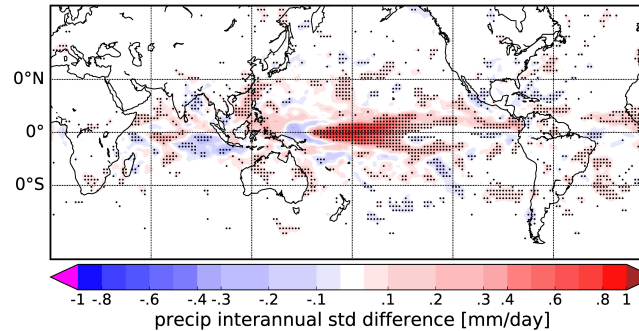 0°N
0°
0°S
-1 -.8 -.6 -.4 -.3 -.2 -.1 .1 .2 .3 .4 .6 .8 1
precip interannual std difference [mm/day]